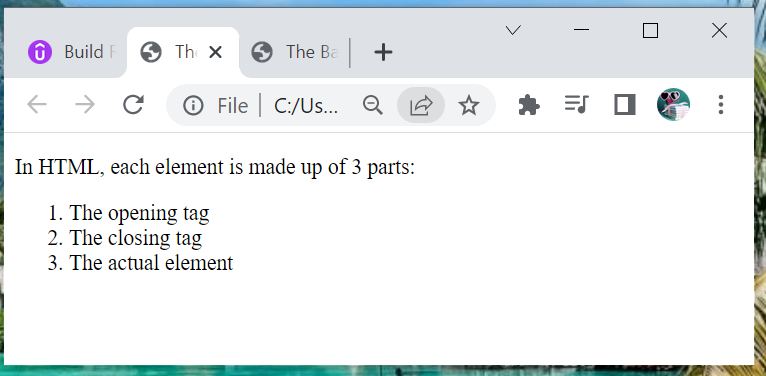 Build
The
The Ba
File
C:/Us...
In HTML, each element is made up of 3 parts:
1. The opening tag
2. The closing tag
3. The actual element